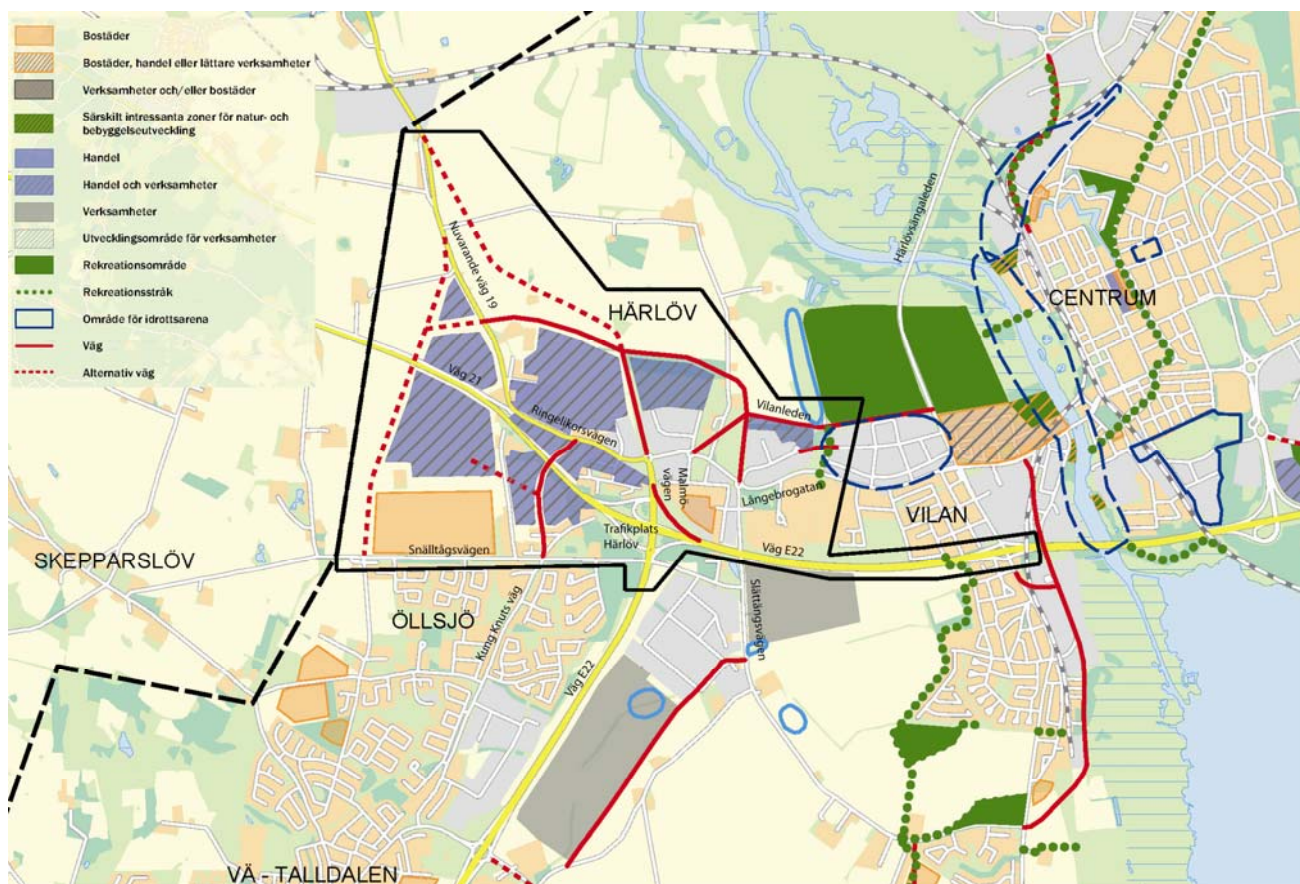 Bostäder
Bostäder, handel eller lättare verksamheter
Verksamheter och/eller bostäder
Särskilt intressanta zoner för natur- och
bebyggelseutveckling
Handel
Handel och verksamheter
Verksamheter
Utvecklingsområde för verksamheter
Rekreationsområde
Rekreationsstråk
Område för idrottsarena
Väg
Alternativ väg
Nuvarande väg 19
Härlövsängaleden
CENTRUM
HÄRLÖV
Väg 21
Ringelikorsvägen
Vilanleden
Malmö-
vägen
Långebrogatan
VILAN
Trafikplats
Härlöv
Väg E22
Snälltågsvägen
SKEPPARSLÖV
ÖLLSJÖ
Kung Knuts väg
Slättängsvägen
Väg E22
VÄ - TALLDALEN